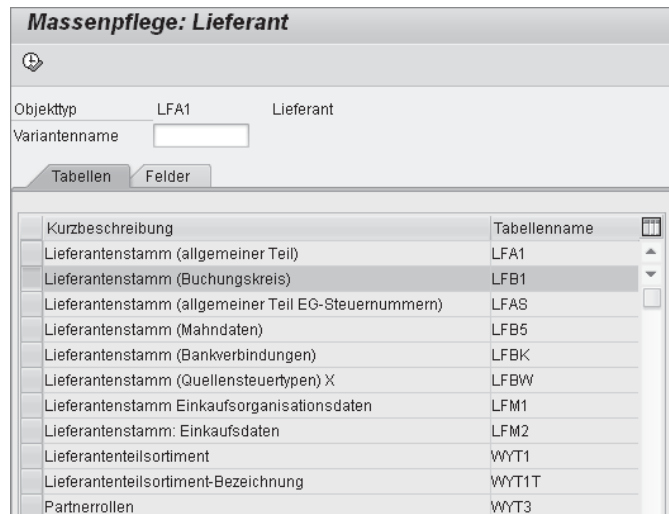 Massenpflege: Lieferant
Objekttyp LFA1 Lieferant
Variantenname
Tabellen Felder
Kurzbeschreibung Tabellenname
Lieferantenstamm (allgemeiner Teil) LFA1
Lieferantenstamm (Buchungskreis) LFB1
Lieferantenstamm (allgemeiner Teil EG-Steuernummern) LFAS
Lieferantenstamm (Mahndaten) LFB5
Lieferantenstamm (Bankverbindungen) LFBK
Lieferantenstamm (Quellensteuertypen) X LFBW
Lieferantenstamm Einkaufsorganisationsdaten LFM1
Lieferantenstamm: Einkaufsdaten LFM2
Lieferantenteilsortiment WYT1
Lieferantenteilsortiment-Bezeichnung WYT1T
Partnerrollen WYT3